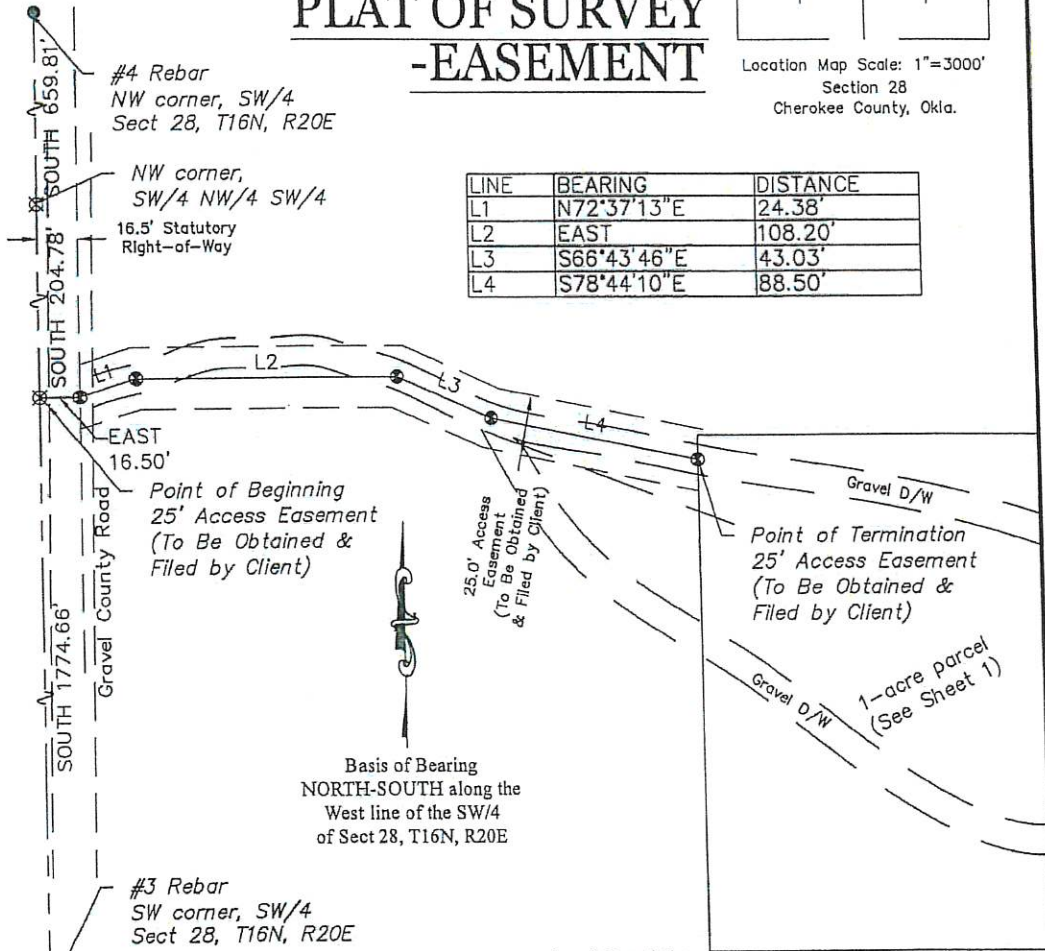 PLAT OF SURVEY
-EASEMENT
Location Map Scale: 1"=3000'
Section 28
Cherokee County, Okla.
SOUTH 659.81'
#4 Rebar
NW corner, SW/4
Sect 28, T16N, R20E
NW corner,
SW/4 NW/4 SW/4
16.5' Statutory
Right-of-Way
SOUTH 204.78'
LINE BEARING DISTANCE
L1 N72°37'13"E 24.38'
L2 EAST 108.20'
L3 S66°43'46"E 43.03'
L4 S78°44'10"E 88.50'
L1
L2
L3
L4
EAST
16.50'
Point of Beginning
25' Access Easement
(To Be Obtained &
Filed by Client)
25.0' Access
Easement
(To Be Obtained
& Filed by Client)
Gravel D/W
Point of Termination
25' Access Easement
(To Be Obtained &
Filed by Client)
Gravel County Road
SOUTH 1774.66'
Gravel D/W
1-acre parcel
(See Sheet 1)
Basis of Bearing
NORTH-SOUTH along the
West line of the SW/4
of Sect 28, T16N, R20E
#3 Rebar
SW corner, SW/4
Sect 28, T16N, R20E